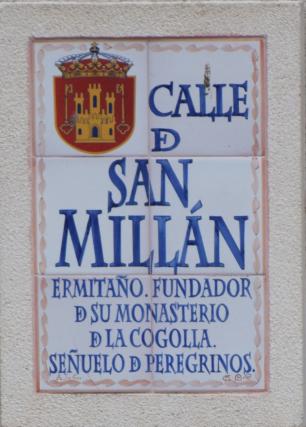 CALLE
D
SAN
MILLÁN
ERMITAÑO. FUNDADOR
D SU MONASTERIO
D LA COGOLLA.
SEÑUELO D PEREGRINOS.